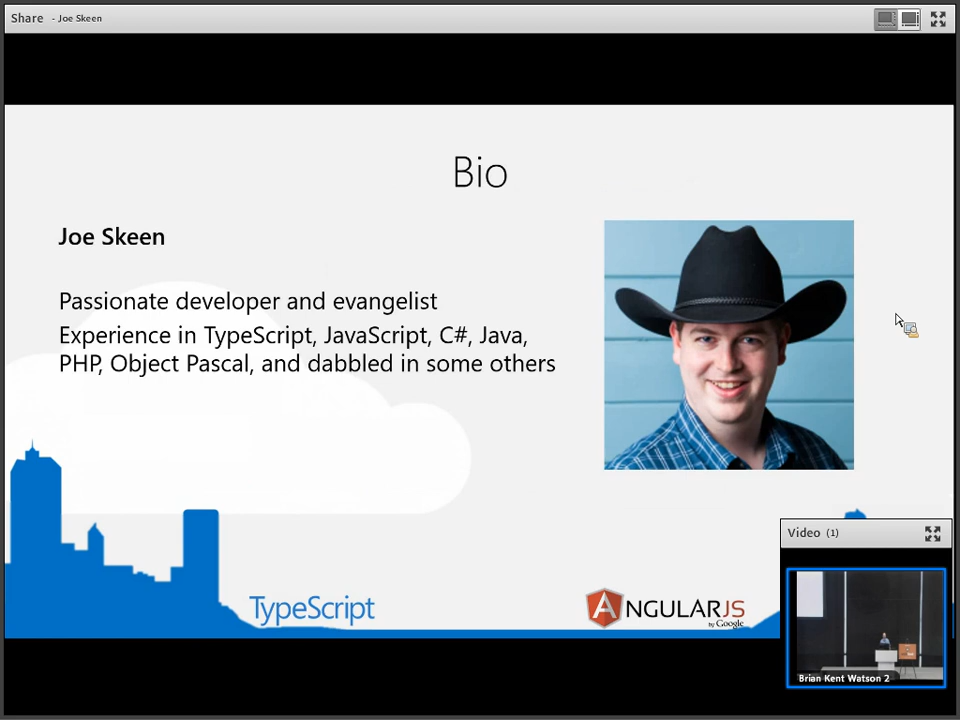 Share - Joe Skeen
Bio
Joe Skeen
Passionate developer and evangelist
Experience in TypeScript, JavaScript, C#, Java,
PHP, Object Pascal, and dabbled in some others
Video (1)
TypeScript
ANGULARJS
by Google
Brian Kent Watson 2